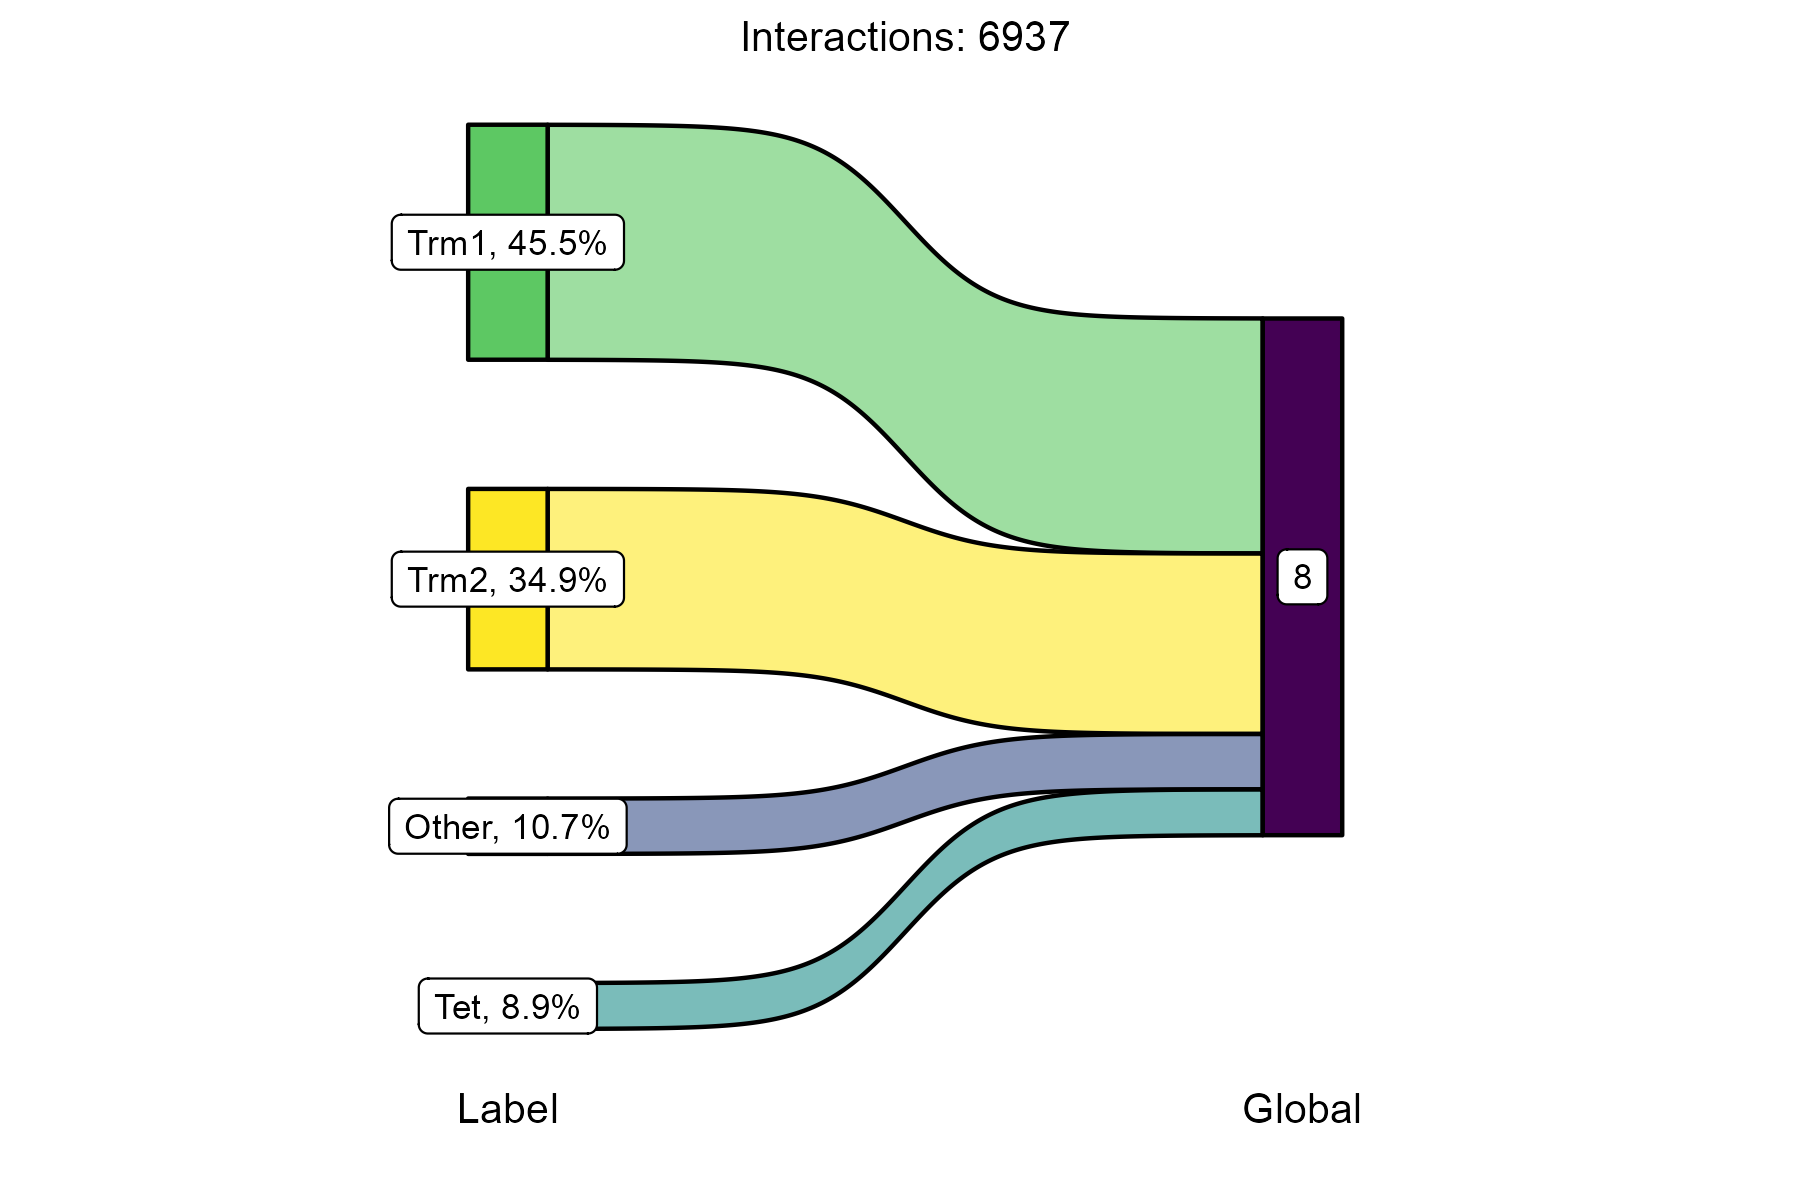 Interactions: 6937
Trm1, 45.5%
Trm2, 34.9%
8
Other, 10.7%
Tet, 8.9%
Label
Global